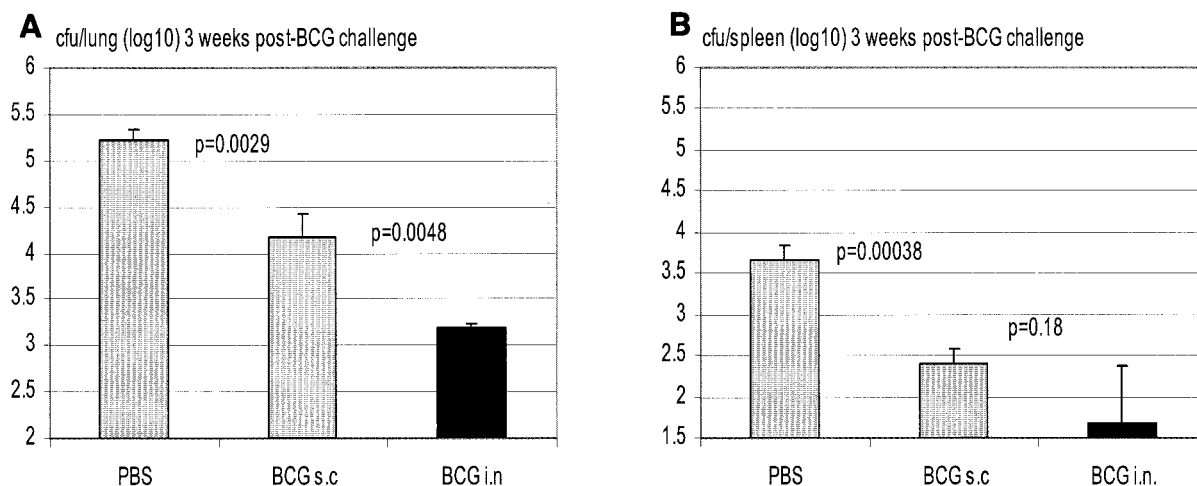 A
cfu/lung (log10) 3 weeks post-BCG challenge
6
5.5
5
4.5
4
3.5
3
2.5
2
p=0.0029
p=0.0048
PBS
BCG s.c
BCG i.n
B
cfu/spleen (log10) 3 weeks post-BCG challenge
6
5.5
5
4.5
4
3.5
3
2.5
2
1.5
p=0.00038
p=0.18
PBS
BCG s.c
BCG i.n.